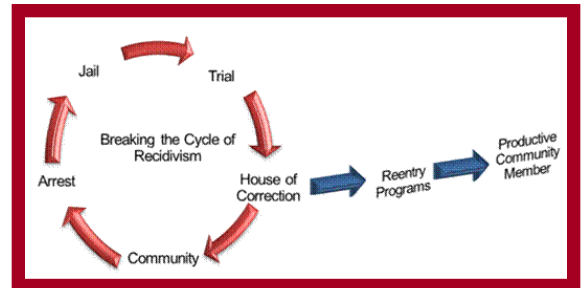 Jail
Trial
Breaking the Cycle of
Recidivism
Arrest
House of
Correction
Community
Reentry
Programs
Productive
Community
Member